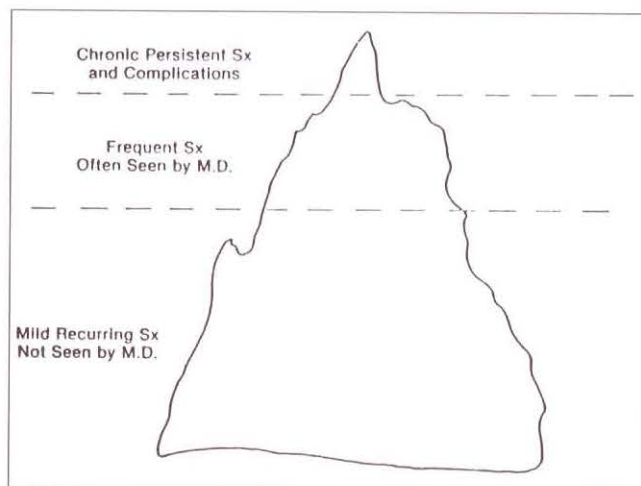 Chronic Persistent Sx
and Complications
Frequent Sx
Often Seen by M.D.
Mild Recurring Sx
Not Seen by M.D.